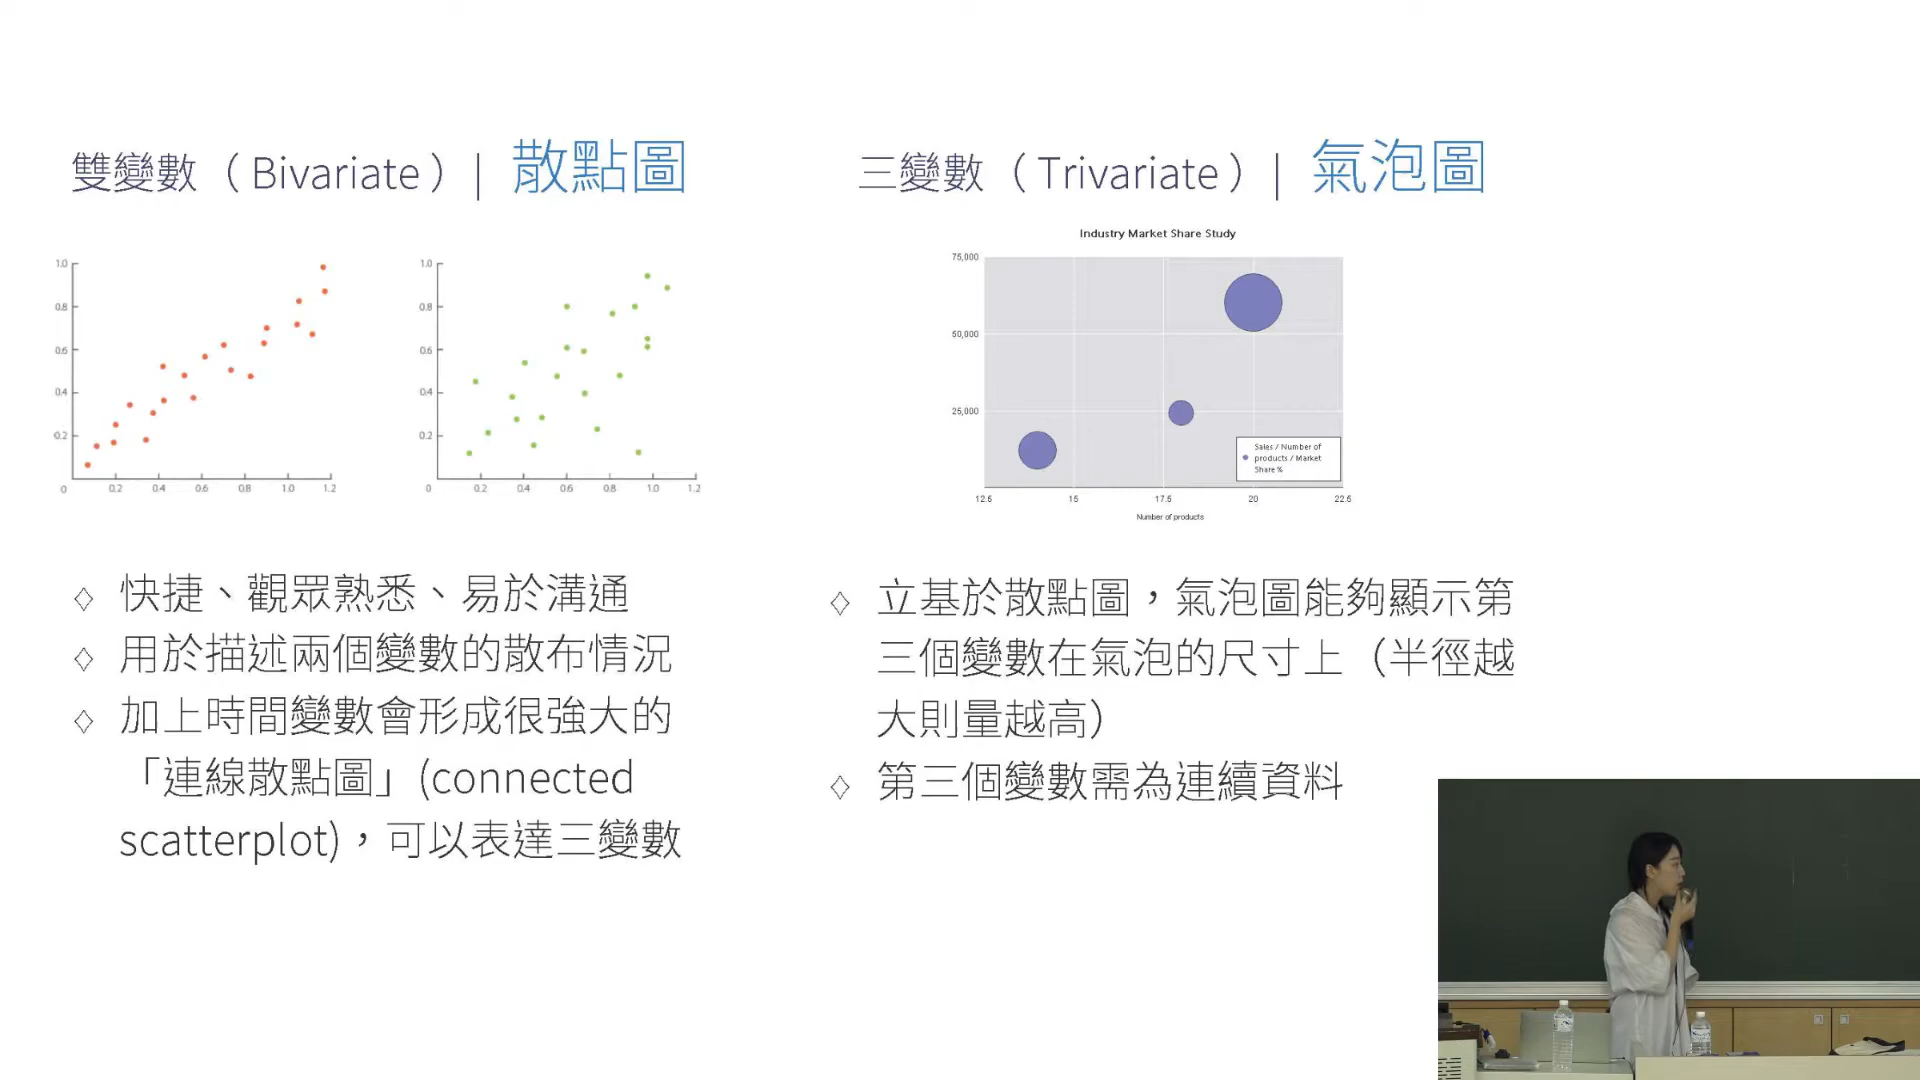 雙變數（Bivariate）| 散點圖
1.0
0.8
0.6
0.4
0.2
0
0.2 0.4 0.6 0.8 1.0 1.2
1.0
0.8
0.6
0.4
0.2
0
0.2 0.4 0.6 0.8 1.0 1.2
快捷、觀眾熟悉、易於溝通
用於描述兩個變數的散布情況
加上時間變數會形成很強大的
「連線散點圖」(connected
scatterplot)，可以表達三變數
三變數（Trivariate）| 氣泡圖
Industry Market Share Study
75,000
50,000
25,000
Sales / Number of
products / Market
Share %
12.5 15 17.5 20 22.5
Number of products
立基於散點圖，氣泡圖能夠顯示第
三個變數在氣泡的尺寸上（半徑越
大則量越高）
第三個變數需為連續資料